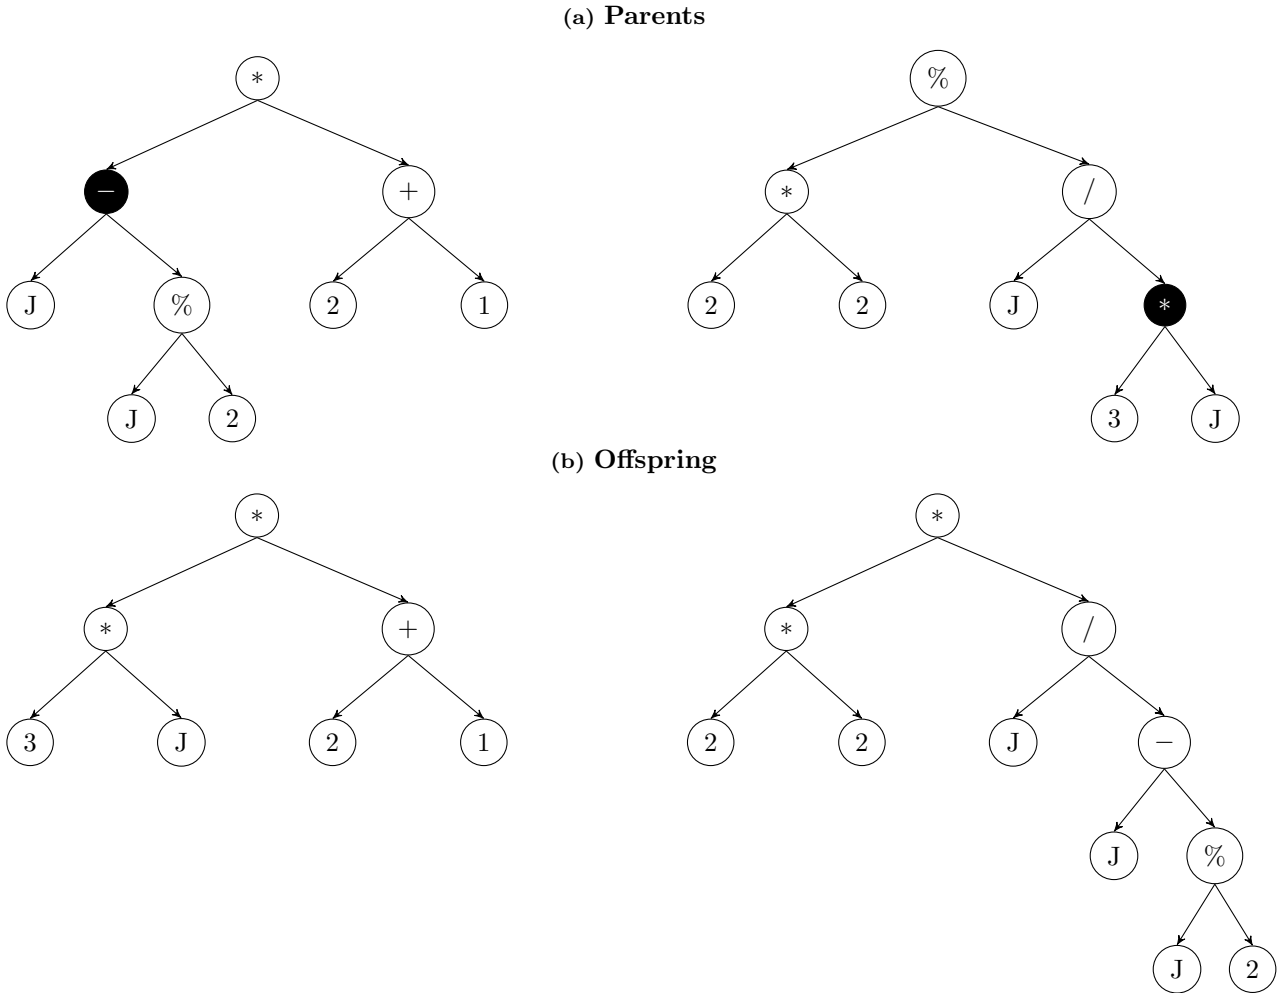 (a) Parents
* %
− + * /
J % 2 1 2 2 J *
J 2 3 J
(b) Offspring
* *
* + * /
3 J 2 1 2 2 J −
J %
J 2